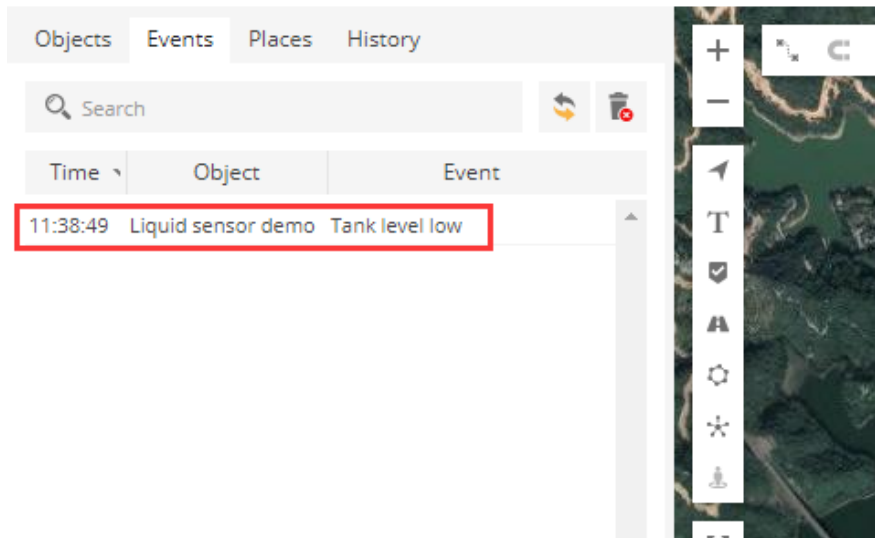 Objects Events Places History
Search
Time Object Event
11:38:49 Liquid sensor demo Tank level low
T